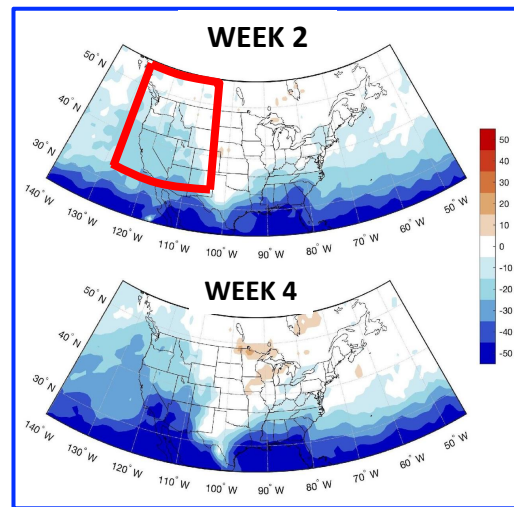 WEEK 2
50° N
40° N
30° N
140° W
130° W
120° W
110° W
100° W
90° W
80° W
70° W
60° W
50° W
55
50
40
30
20
10
-10
-20
-30
-40
-50
WEEK 4
50° N
40° N
30° N
140° W
130° W
120° W
110° W
100° W
90° W
80° W
70° W
60° W
50° W